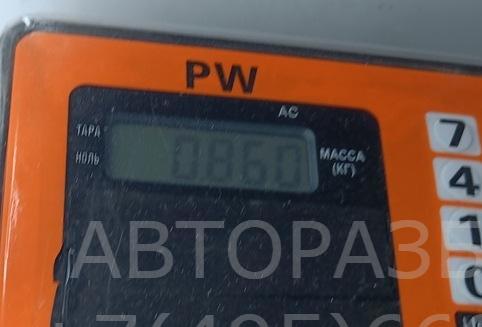 PW
AC
ТАРА
НОЛЬ
0.860
МАССА
(КГ)
7
4
1
0
АВТОРАЗБ